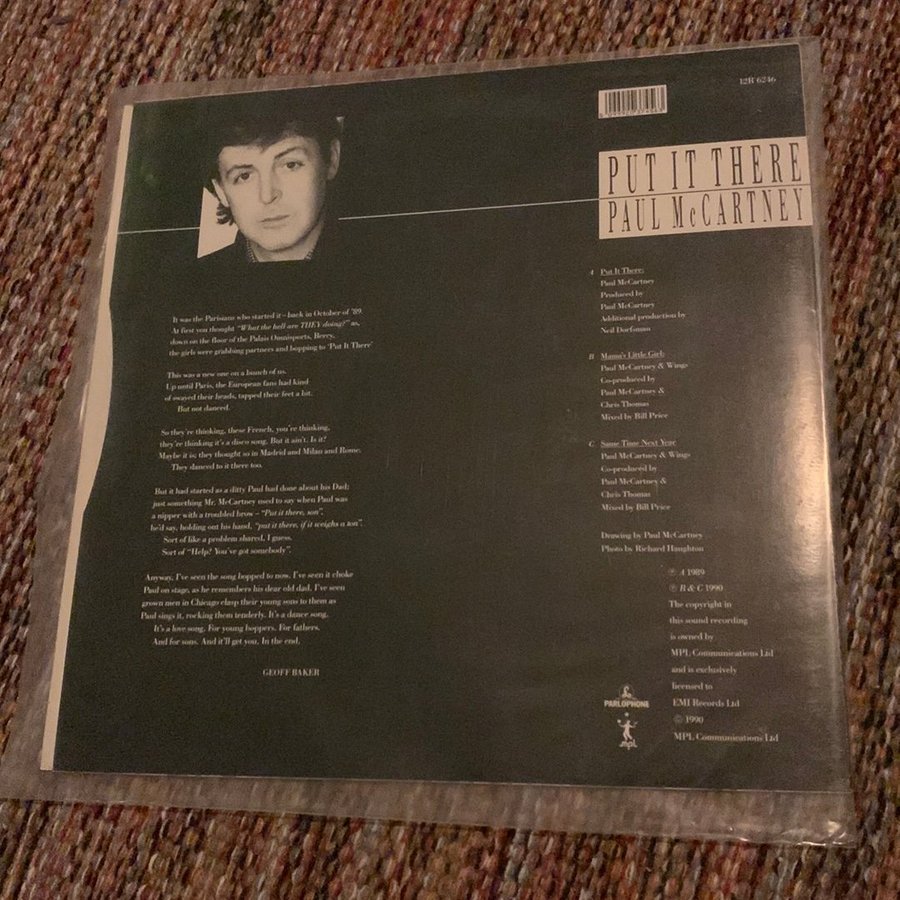 12R 6246
PUT IT THERE
PAUL McCARTNEY
It was the Parisians who started it – back in October of '89.
At first you thought "What the hell are THEY doing?" as,
down on the floor of the Palais Omnisports, Bercy,
the girls were grabbing partners and bopping to 'Put It There'
This was a new one on a bunch of us.
Up until Paris, the European fans had kind
of swayed their heads, tapped their feet a bit.
But not danced.
So they're thinking, these French, you're thinking,
they're thinking it's a disco song. But it ain't. Is it?
Maybe it is; they thought so in Madrid and Milan and Rome.
They danced to it there too.
But it had started as a ditty Paul had done about his Dad;
just something Mr. McCartney used to say when Paul was
a nipper with a troubled brow – "Put it there, son",
he'd say, holding out his hand, "put it there, if it weighs a ton".
Sort of like a problem shared, I guess.
Sort of "Help? You've got somebody".
Anyway, I've seen the song bopped to now. I've seen it choke
Paul on stage, as he remembers his dear old dad. I've seen
grown men in Chicago clasp their young sons to them as
Paul sings it, rocking them tenderly. It's a dance song.
It's a love song. For young boppers. For fathers.
And for sons. And it'll get you. In the end.
GEOFF BAKER
A Put It There:
Paul McCartney
Produced by
Paul McCartney
Additional production by
Neil Dorfsman
B Mama's Little Girl:
Paul McCartney & Wings
Co-produced by
Paul McCartney &
Chris Thomas
Mixed by Bill Price
C Same Time Next Year:
Paul McCartney & Wings
Co-produced by
Paul McCartney &
Chris Thomas
Mixed by Bill Price
Drawing by Paul McCartney
Photo by Richard Haughton
℗ A 1989
℗ B & C 1990
The copyright in
this sound recording
is owned by
MPL Communications Ltd
and is exclusively
licensed to
EMI Records Ltd
© 1990
MPL Communications Ltd
PARLOPHONE
mpl